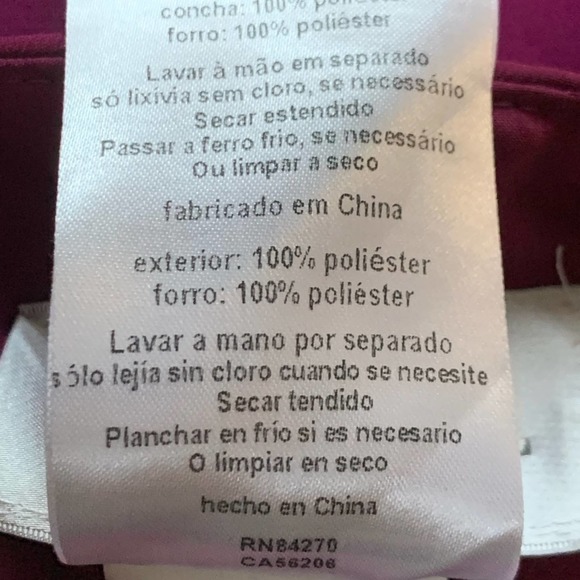 concha: 100%
forro: 100% poliéster
Lavar à mão em separado
só lixívia sem cloro, se necessário
Secar estendido
Passar a ferro frio, se necessário
Ou limpar a seco
fabricado em China
exterior: 100% poliéster
forro: 100% poliéster
Lavar a mano por separado
sólo lejía sin cloro cuando se necesite
Secar tendido
Planchar en frío si es necesario
O limpiar en seco
hecho en China
RN84270
CA56206